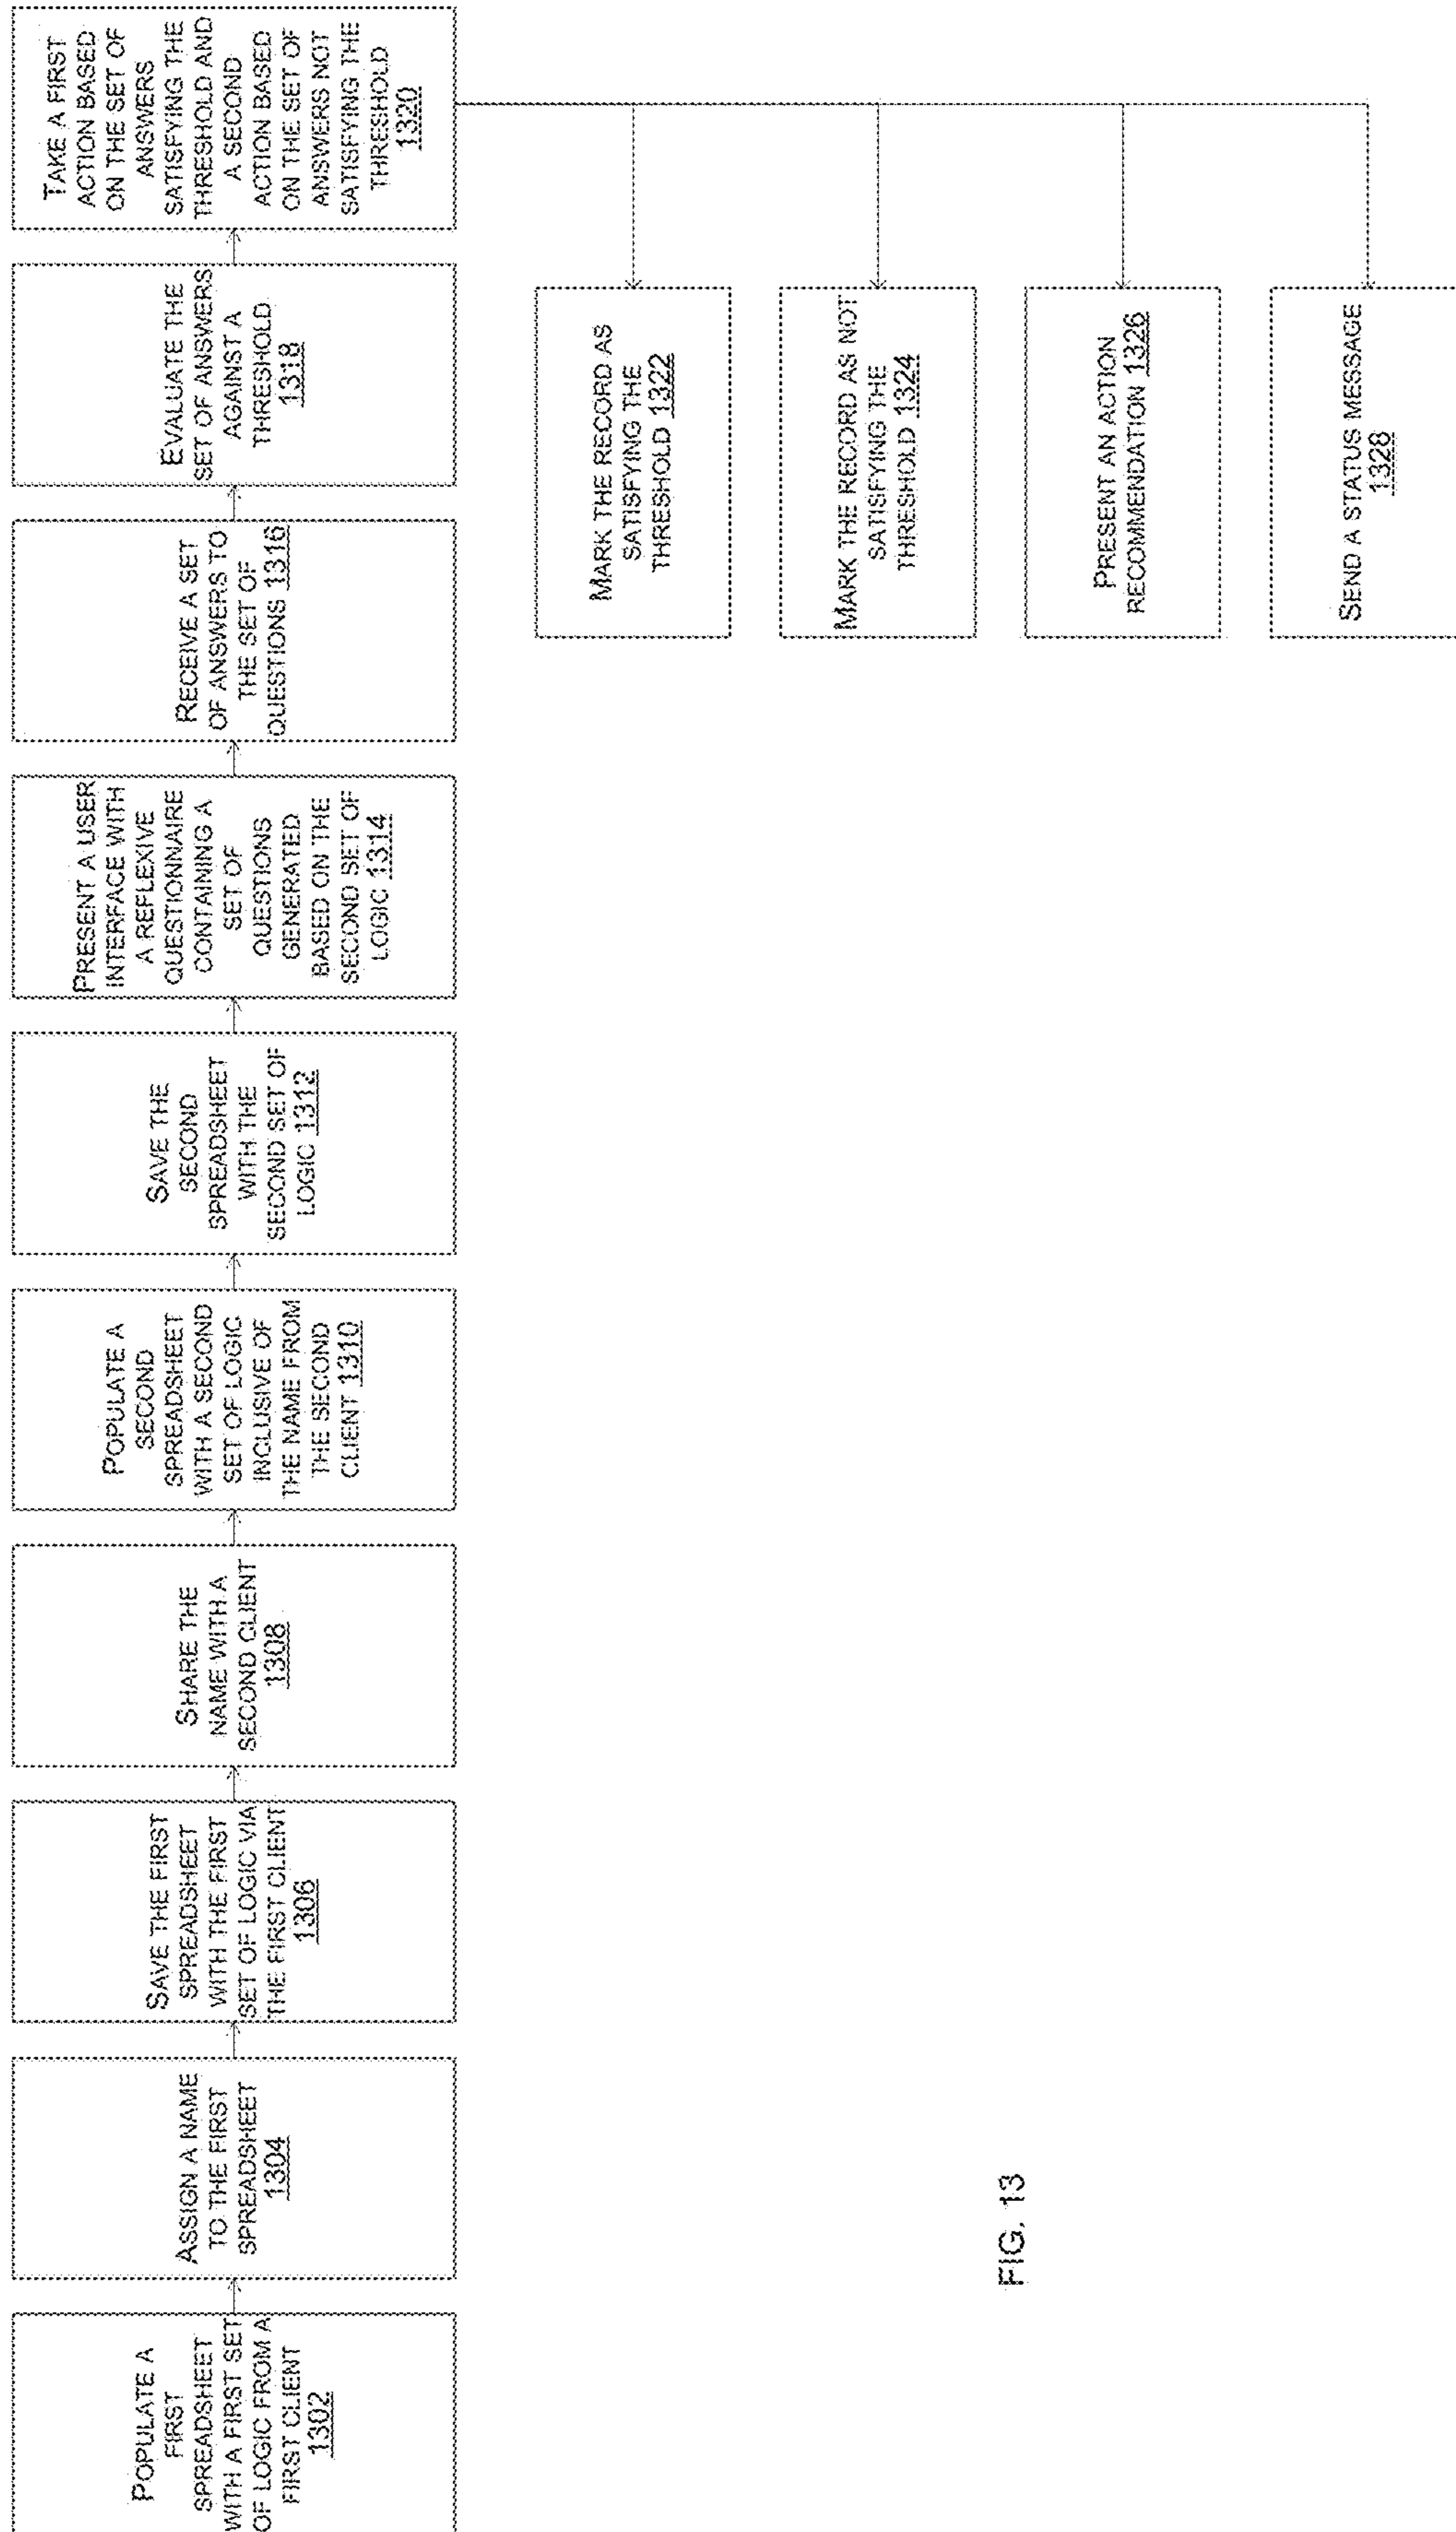 POPULATE A
FIRST
SPREADSHEET
WITH A FIRST SET
OF LOGIC FROM A
FIRST CLIENT
1302
ASSIGN A NAME
TO THE FIRST
SPREADSHEET
1304
SAVE THE FIRST
SPREADSHEET
WITH THE FIRST
SET OF LOGIC VIA
THE FIRST CLIENT
1306
SHARE THE
NAME WITH A
SECOND CLIENT
1308
POPULATE A
SECOND
SPREADSHEET
WITH A SECOND
SET OF LOGIC
INCLUSIVE OF
THE NAME FROM
THE SECOND
CLIENT 1310
SAVE THE
SECOND
SPREADSHEET
WITH THE
SECOND SET OF
LOGIC 1312
PRESENT A USER
INTERFACE WITH
A REFLEXIVE
QUESTIONNAIRE
CONTAINING A
SET OF
QUESTIONS
GENERATED
BASED ON THE
SECOND SET OF
LOGIC 1314
RECEIVE A SET
OF ANSWERS TO
THE SET OF
QUESTIONS 1316
EVALUATE THE
SET OF ANSWERS
AGAINST A
THRESHOLD
1318
TAKE A FIRST
ACTION BASED
ON THE SET OF
ANSWERS
SATISFYING THE
THRESHOLD AND
A SECOND
ACTION BASED
ON THE SET OF
ANSWERS NOT
SATISFYING THE
THRESHOLD
1320
MARK THE RECORD AS
SATISFYING THE
THRESHOLD 1322
MARK THE RECORD AS NOT
SATISFYING THE
THRESHOLD 1324
PRESENT AN ACTION
RECOMMENDATION 1326
SEND A STATUS MESSAGE
1328
FIG. 13